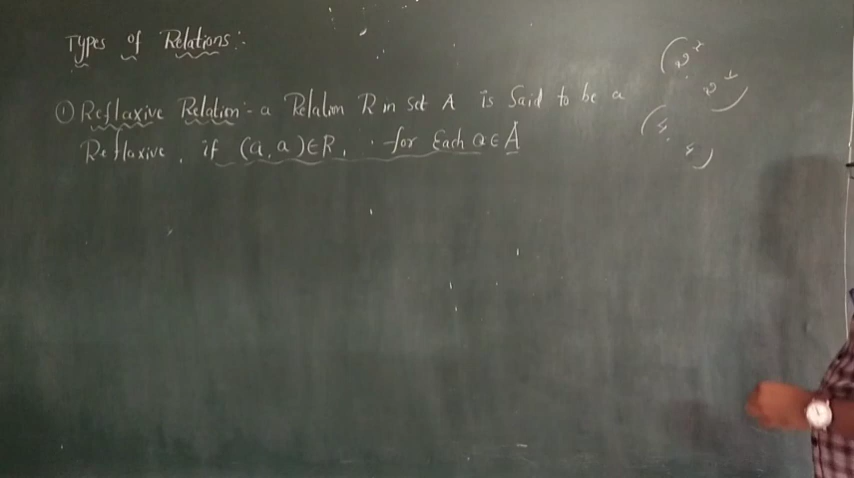 Types of Relations:-
① Reflaxive Relation:- a Relation R in set A is Said to be a
Reflaxive, if (a, a)∈R, for Each a∈A